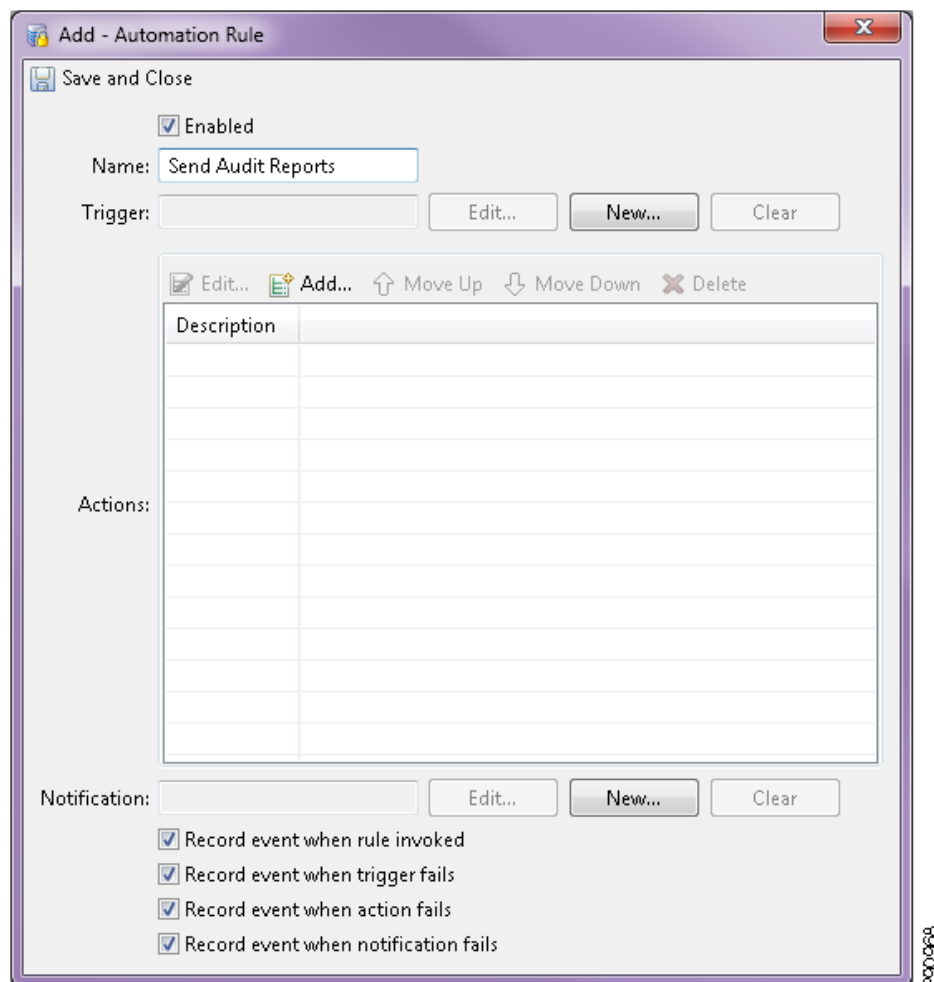 Add - Automation Rule
Save and Close
Enabled
Name: Send Audit Reports
Trigger: Edit... New... Clear
Edit... Add... Move Up Move Down Delete
Description
Actions:
Notification: Edit... New... Clear
Record event when rule invoked
Record event when trigger fails
Record event when action fails
Record event when notification fails